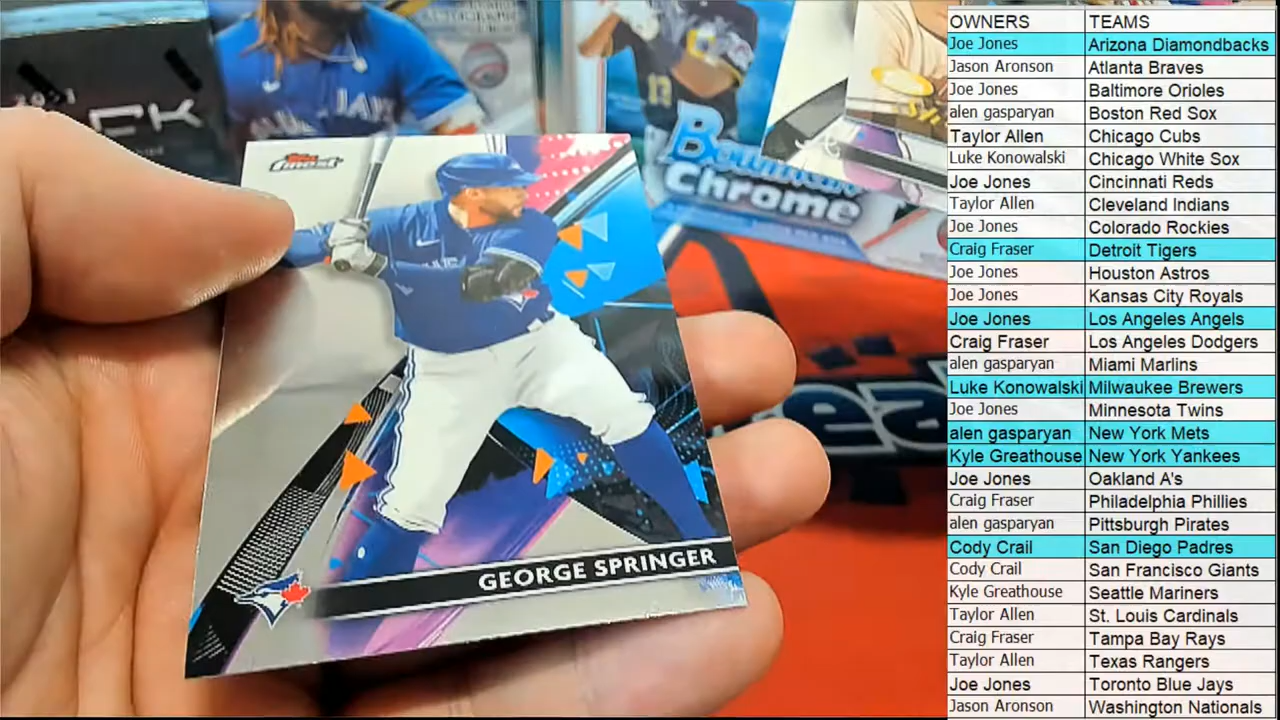 JAYS
13
Bowman
Chrome
Topps
finest
GEORGE SPRINGER
OWNERS TEAMS
Joe Jones Arizona Diamondbacks
Jason Aronson Atlanta Braves
Joe Jones Baltimore Orioles
alen gasparyan Boston Red Sox
Taylor Allen Chicago Cubs
Luke Konowalski Chicago White Sox
Joe Jones Cincinnati Reds
Taylor Allen Cleveland Indians
Joe Jones Colorado Rockies
Craig Fraser Detroit Tigers
Joe Jones Houston Astros
Joe Jones Kansas City Royals
Joe Jones Los Angeles Angels
Craig Fraser Los Angeles Dodgers
alen gasparyan Miami Marlins
Luke Konowalski Milwaukee Brewers
Joe Jones Minnesota Twins
alen gasparyan New York Mets
Kyle Greathouse New York Yankees
Joe Jones Oakland A's
Craig Fraser Philadelphia Phillies
alen gasparyan Pittsburgh Pirates
Cody Crail San Diego Padres
Cody Crail San Francisco Giants
Kyle Greathouse Seattle Mariners
Taylor Allen St. Louis Cardinals
Craig Fraser Tampa Bay Rays
Taylor Allen Texas Rangers
Joe Jones Toronto Blue Jays
Jason Aronson Washington Nationals